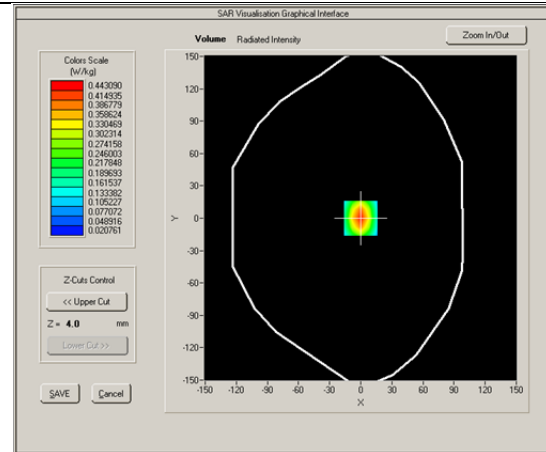 SAR Visualisation Graphical Interface
Volume Radiated Intensity
Zoom In/Out
Colors Scale
(W/kg)
0.443090
0.414935
0.386779
0.358624
0.330469
0.302314
0.274158
0.246003
0.217848
0.189693
0.161537
0.133382
0.105227
0.077072
0.048916
0.020761
Z-Cuts Control
<< Upper Cut
Z = 4.0 mm
Lower Cut >>
SAVE Cancel
150
120
90
60
30
0
-30
-60
-90
-120
-150
Y
-150 -120 -90 -60 -30 0 30 60 90 120 150
X